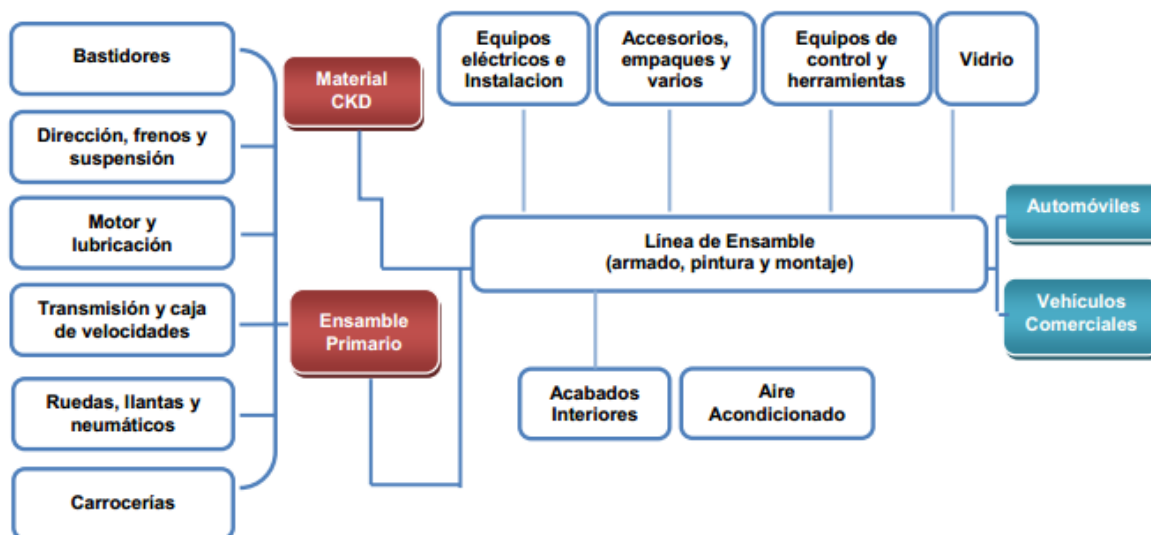 Bastidores
Dirección, frenos y
suspensión
Motor y
lubricación
Transmisión y caja
de velocidades
Ruedas, llantas y
neumáticos
Carrocerías
Material
CKD
Ensamble
Primario
Equipos
eléctricos e
Instalacion
Accesorios,
empaques y
varios
Equipos de
control y
herramientas
Vidrio
Línea de Ensamble
(armado, pintura y montaje)
Acabados
Interiores
Aire
Acondicionado
Automóviles
Vehículos
Comerciales